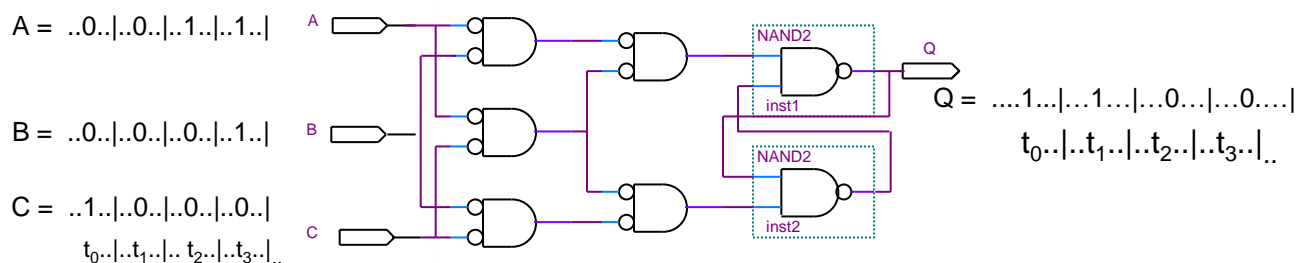 A = ..0..|..0..|..1..|..1..|
B = ..0..|..0..|..0..|..1..|
C = ..1..|..0..|..0..|..0..|
t0..|..t1..|.. t2..|..t3..|..
A
B
C
NAND2
inst1
NAND2
inst2
Q
Q = ....1...|...1...|...0...|...0....|
t0..|..t1..|..t2..|..t3..|..